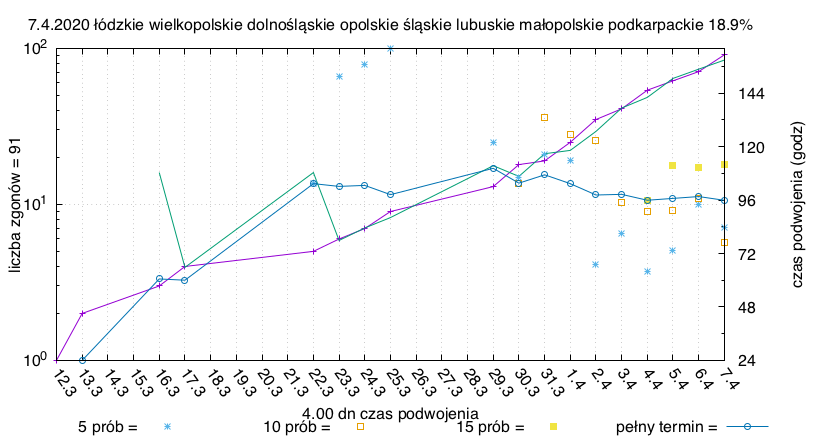 7.4.2020 łódzkie wielkopolskie dolnośląskie opolskie śląskie lubuskie małopolskie podkarpackie 18.9%
10²
10¹
10⁰
liczba zgonów = 91
144
120
96
72
48
24
czas podwojenia (godz)
12.3 13.3 14.3 15.3 16.3 17.3 18.3 19.3 20.3 21.3 22.3 23.3 24.3 25.3 26.3 27.3 28.3 29.3 30.3 31.3 1.4 2.4 3.4 4.4 5.4 6.4 7.4
4.00 dn czas podwojenia
5 prób = 10 prób = 15 prób = pełny termin =